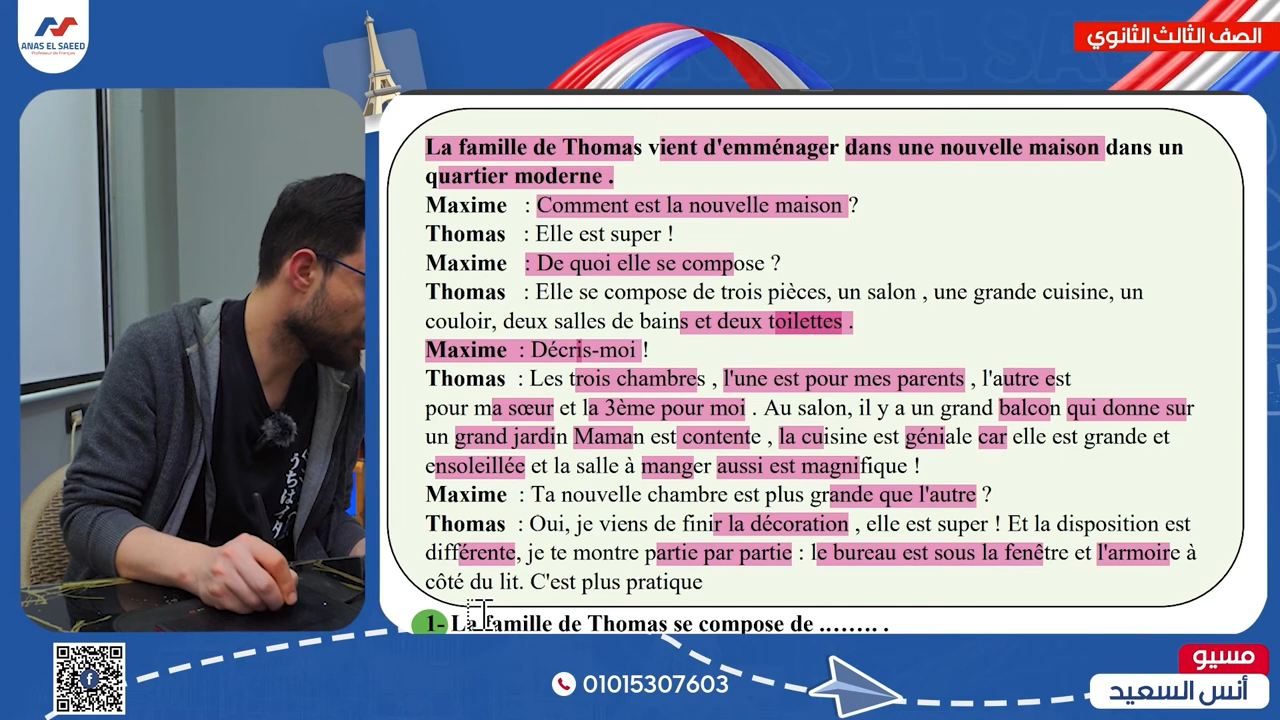 ANAS EL SAEED
Professeur de Français
الصف الثالث الثانوي
La famille de Thomas vient d'emménager dans une nouvelle maison dans un
quartier moderne .
Maxime : Comment est la nouvelle maison ?
Thomas : Elle est super !
Maxime : De quoi elle se compose ?
Thomas : Elle se compose de trois pièces, un salon , une grande cuisine, un
couloir, deux salles de bains et deux toilettes .
Maxime : Décris-moi !
Thomas : Les trois chambres , l'une est pour mes parents , l'autre est
pour ma sœur et la 3ème pour moi . Au salon, il y a un grand balcon qui donne sur
un grand jardin Maman est contente , la cuisine est géniale car elle est grande et
ensoleillée et la salle à manger aussi est magnifique !
Maxime : Ta nouvelle chambre est plus grande que l'autre ?
Thomas : Oui, je viens de finir la décoration , elle est super ! Et la disposition est
différente, je te montre partie par partie : le bureau est sous la fenêtre et l'armoire à
côté du lit. C'est plus pratique
1- La famille de Thomas se compose de …….. .
01015307603
مسيو
أنس السعيد